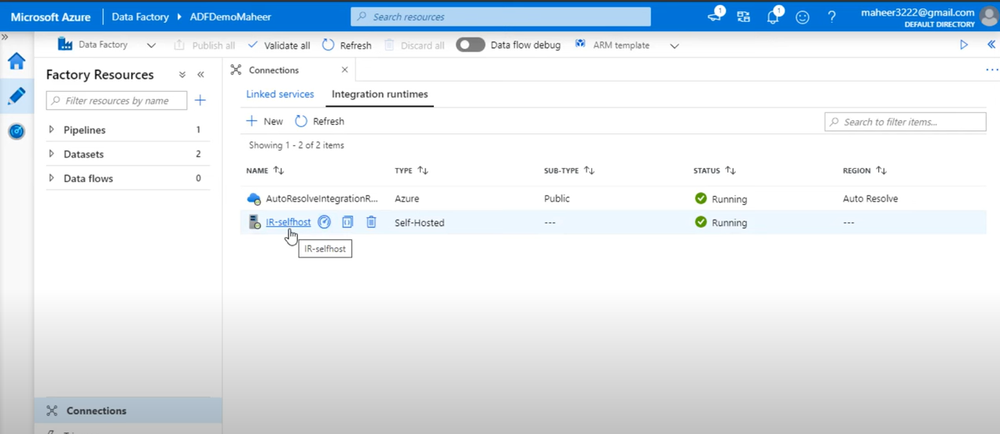 Microsoft Azure Data Factory ADFDemoMaheer Search resources 1 1 ? maheer3222@gmail.com
DEFAULT DIRECTORY
Data Factory Publish all Validate all Refresh Discard all Data flow debug ARM template
Factory Resources
Filter resources by name
Pipelines 1
Datasets 2
Data flows 0
Connections
Connections
Linked services Integration runtimes
New Refresh Search to filter items...
Showing 1 - 2 of 2 items
NAME TYPE SUB-TYPE STATUS REGION
AutoResolveIntegrationR... Azure Public Running Auto Resolve
IR-selfhost Self-Hosted --- Running ---
IR-selfhost